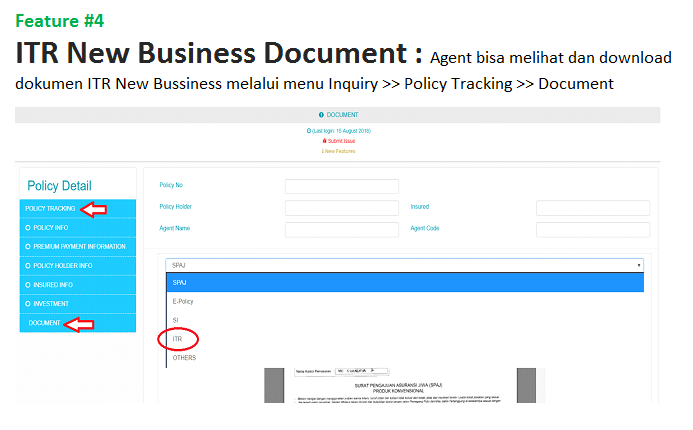 Feature #4
ITR New Business Document : Agent bisa melihat dan download
dokumen ITR New Bussiness melalui menu Inquiry >> Policy Tracking >> Document
DOCUMENT
(Last login: 15 August 2018)
Submit Issue
New Features
Policy Detail
POLICY TRACKING
POLICY INFO
PREMIUM PAYMENT INFORMATION
POLICY HOLDER INFO
INSURED INFO
INVESTMENT
DOCUMENT
Policy No
Policy Holder
Insured
Agent Name
Agent Code
SPAJ
SPAJ
E-Policy
SI
ITR
OTHERS
Nama Kantor Pemasaran
SURAT PENGAJUAN ASURANSI JIWA (SPAJ)
PRODUK KONVENSIONAL